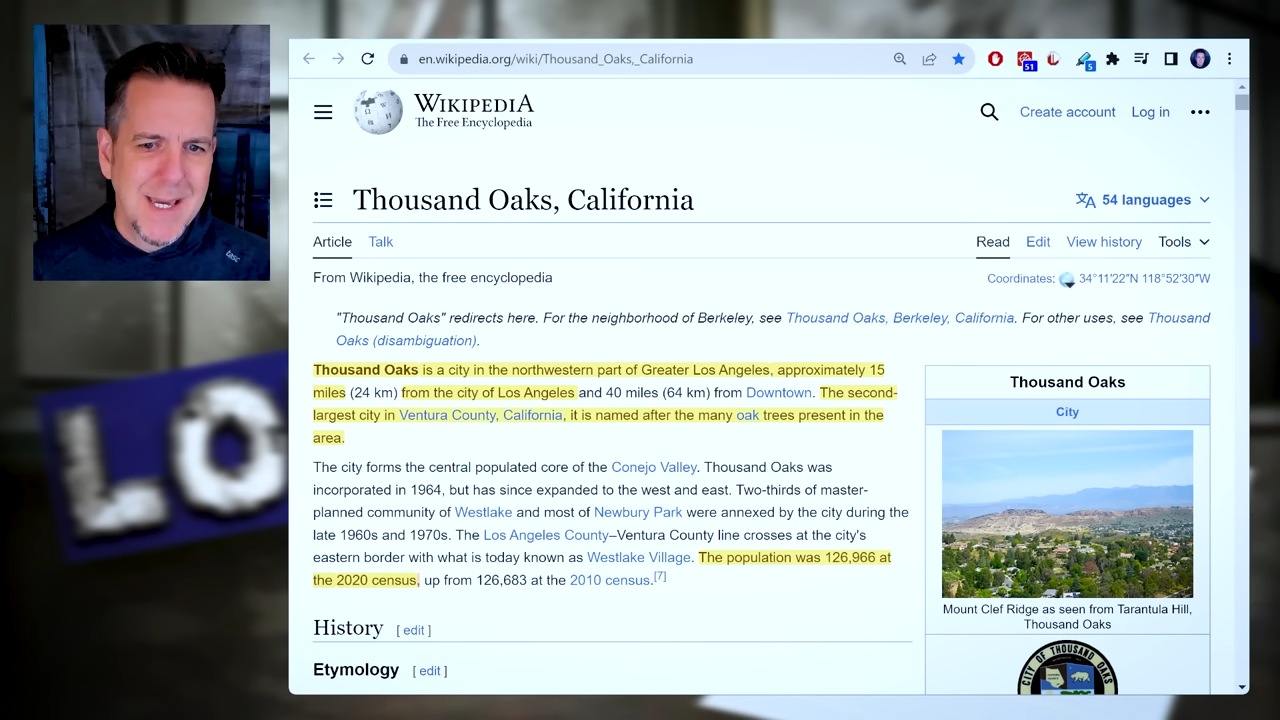 en.wikipedia.org/wiki/Thousand_Oaks,_California
51
5
WIKIPEDIA
The Free Encyclopedia
Create account
Log in
Thousand Oaks, California
54 languages
Article
Talk
Read
Edit
View history
Tools
From Wikipedia, the free encyclopedia
Coordinates: 34°11′22″N 118°52′30″W
"Thousand Oaks" redirects here. For the neighborhood of Berkeley, see Thousand Oaks, Berkeley, California. For other uses, see Thousand
Oaks (disambiguation).
Thousand Oaks is a city in the northwestern part of Greater Los Angeles, approximately 15
miles (24 km) from the city of Los Angeles and 40 miles (64 km) from Downtown. The second-
largest city in Ventura County, California, it is named after the many oak trees present in the
area.
The city forms the central populated core of the Conejo Valley. Thousand Oaks was
incorporated in 1964, but has since expanded to the west and east. Two-thirds of master-
planned community of Westlake and most of Newbury Park were annexed by the city during the
late 1960s and 1970s. The Los Angeles County–Ventura County line crosses at the city's
eastern border with what is today known as Westlake Village. The population was 126,966 at
the 2020 census, up from 126,683 at the 2010 census.[7]
History [ edit ]
Etymology [ edit ]
Thousand Oaks
City
Mount Clef Ridge as seen from Tarantula Hill,
Thousand Oaks
CITY OF THOUSAND OAKS
tasc
LO